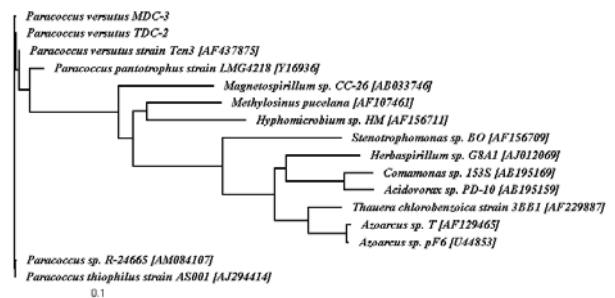 Paracoccus versutus MDC-3
Paracoccus versutus TDC-2
Paracoccus versutus strain Tcn3 [AF437875]
Paracoccus pantotrophus strain LMG4218 [Y16936]
Magnetospirillum sp. CC-26 [AB033746]
Methylosinus pucelana [AF107461]
Hyphomicrobium sp. HM [AF156711]
Stenotrophomonas sp. BO [AF156709]
Herbaspirillum sp. G8A1 [AJ012069]
Comamonas sp. 153S [AB195169]
Acidovorax sp. PD-10 [AB195159]
Thauera chlorobenzoica strain 3BB1 [AF229887]
Azoarcus sp. T [AF129465]
Azoarcus sp. pF6 [U44853]
Paracoccus sp. R-24665 [AM084107]
Paracoccus thiophilus strain AS001 [AJ294414]
0.1